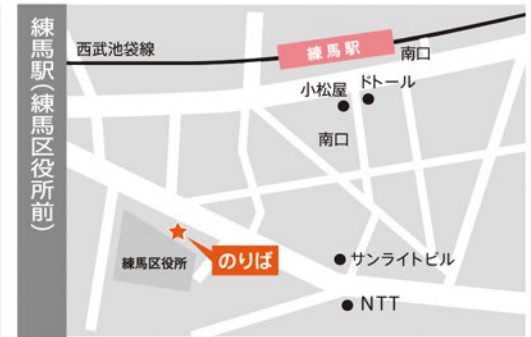 練馬駅(練馬区役所前)
西武池袋線
練馬駅
南口
小松屋
ドトール
南口
練馬区役所
のりば
サンライトビル
NTT